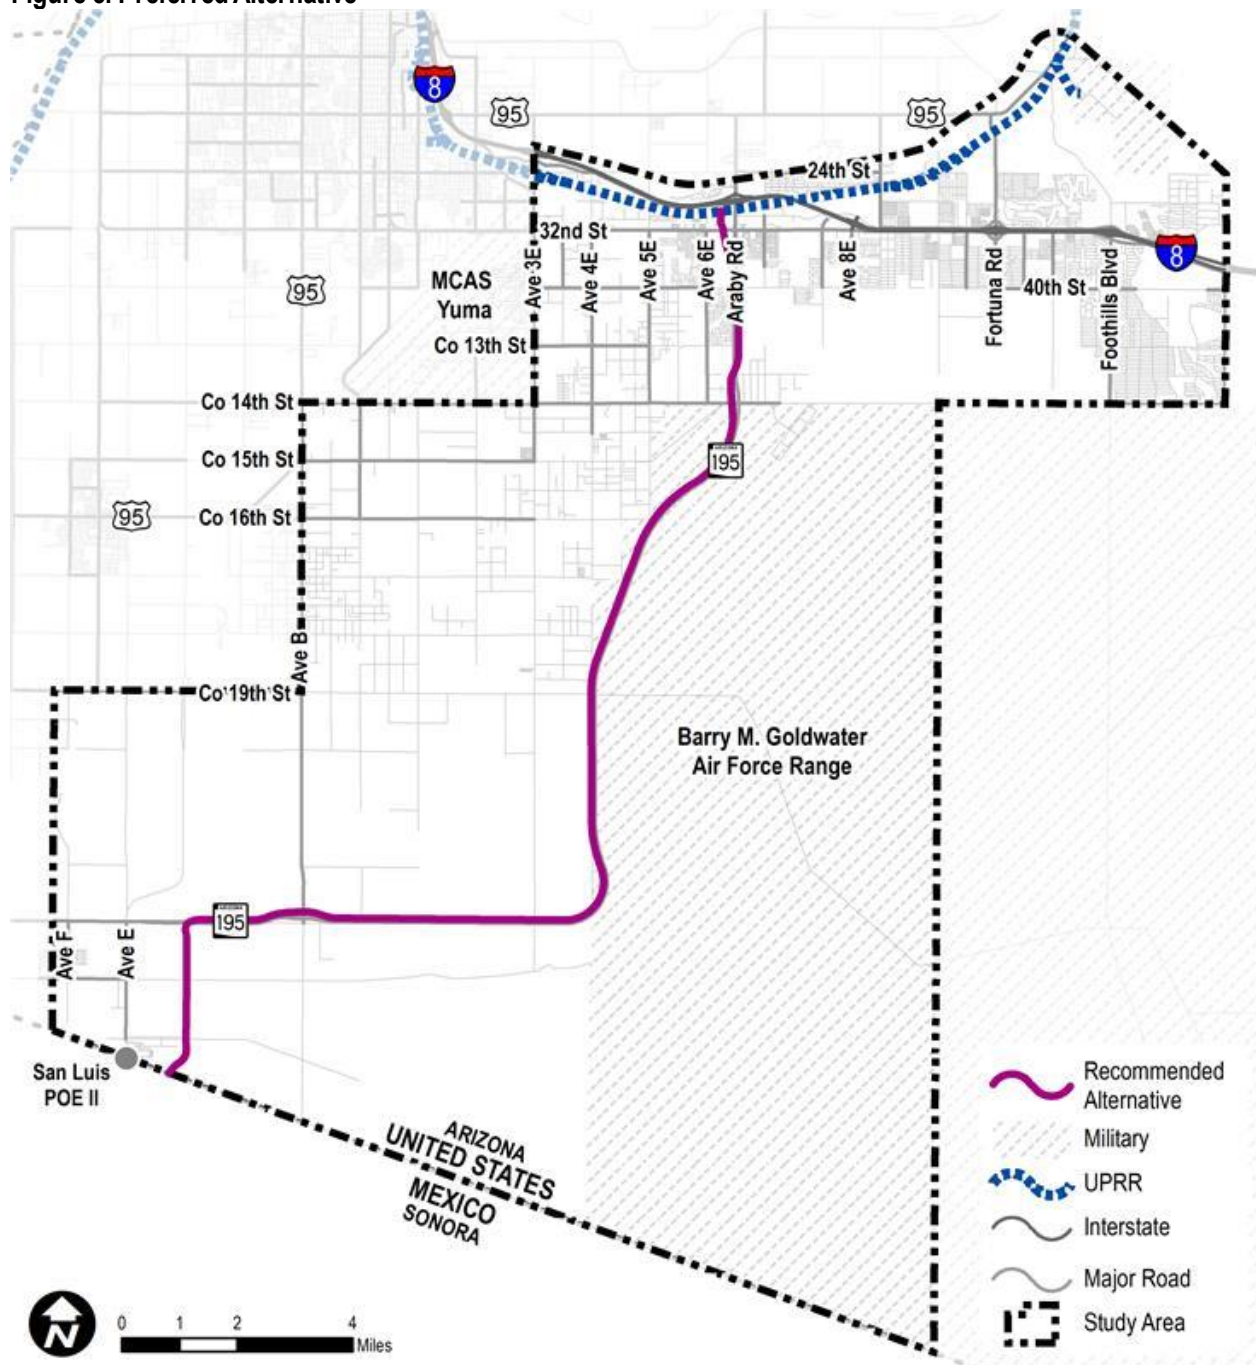 8
95
95
24th St
32nd St
8
MCAS
Yuma
Ave 3E
Ave 4E
Ave 5E
Ave 6E
Araby Rd
Ave 8E
Fortuna Rd
40th St
Foothills Blvd
95
Co 13th St
Co 14th St
Co 15th St
ARIZONA
195
95
Co 16th St
Ave B
Co 19th St
Barry M. Goldwater
Air Force Range
ARIZONA
195
Ave F
Ave E
San Luis
POE II
ARIZONA
UNITED STATES
MEXICO
SONORA
Recommended
Alternative
Military
UPRR
Interstate
Major Road
Study Area
N
0 1 2 4
Miles